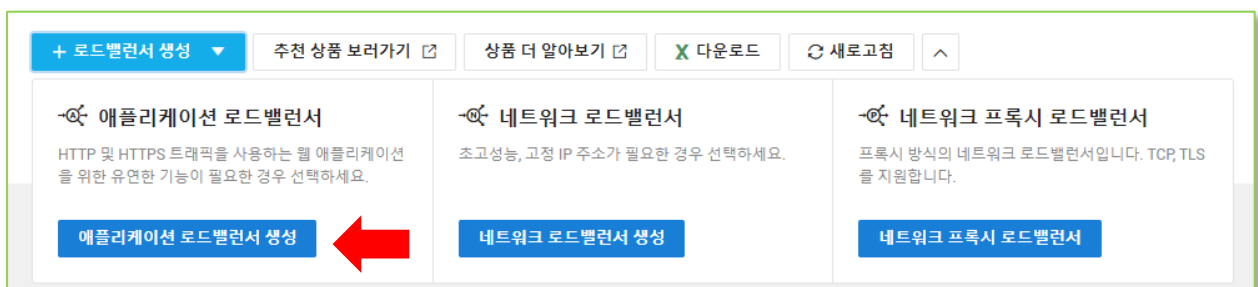 + 로드밸런서 생성 ▼ 추천 상품 보러가기 상품 더 알아보기 X 다운로드 새로고침
애플리케이션 로드밸런서
HTTP 및 HTTPS 트래픽을 사용하는 웹 애플리케이션
을 위한 유연한 기능이 필요한 경우 선택하세요.
애플리케이션 로드밸런서 생성
네트워크 로드밸런서
초고성능, 고정 IP 주소가 필요한 경우 선택하세요.
네트워크 로드밸런서 생성
네트워크 프록시 로드밸런서
프록시 방식의 네트워크 로드밸런서입니다. TCP, TLS
를 지원합니다.
네트워크 프록시 로드밸런서